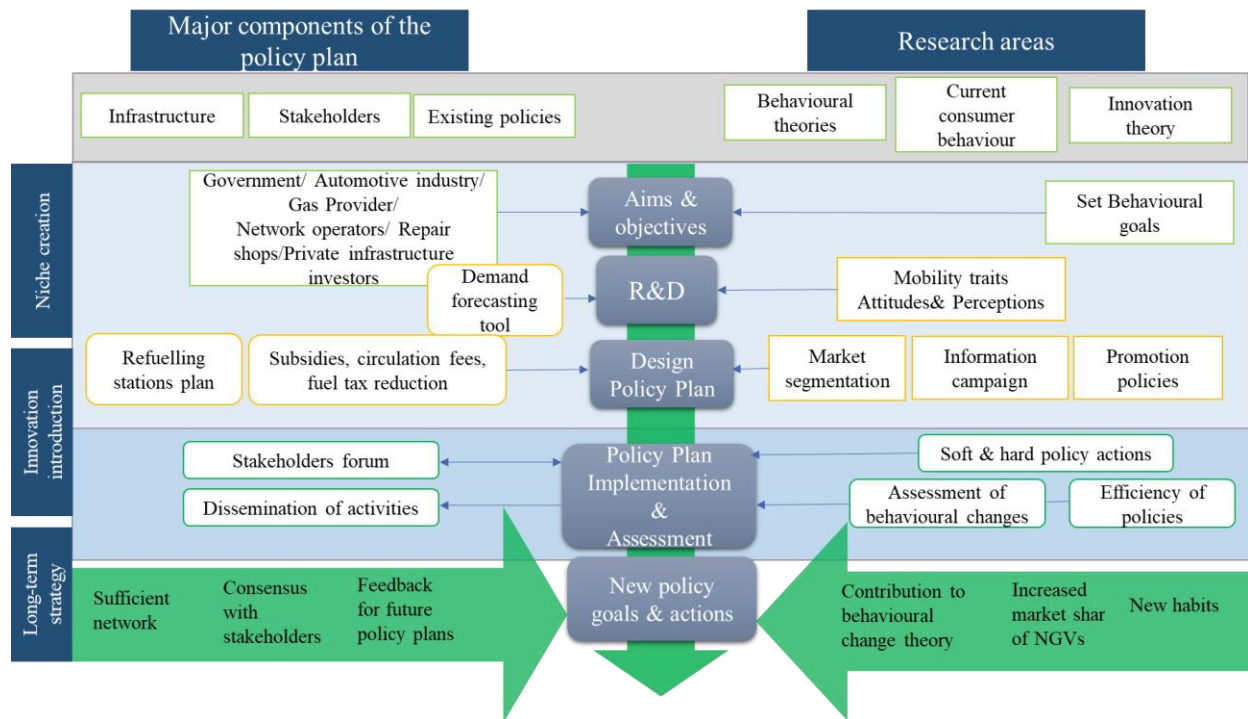 Major components of the
policy plan
Research areas
Infrastructure
Stakeholders
Existing policies
Behavioural
theories
Current
consumer
behaviour
Innovation
theory
Niche creation
Government/ Automotive industry/
Gas Provider/
Network operators/ Repair
shops/Private infrastructure
investors
Aims &
objectives
Set Behavioural
goals
Demand
forecasting
tool
R&D
Mobility traits
Attitudes& Perceptions
Innovation
introduction
Refuelling
stations plan
Subsidies, circulation fees,
fuel tax reduction
Design
Policy Plan
Market
segmentation
Information
campaign
Promotion
policies
Stakeholders forum
Dissemination of activities
Policy Plan
Implementation
&
Assessment
Soft & hard policy actions
Assessment of
behavioural changes
Efficiency of
policies
Long-term
strategy
Sufficient
network
Consensus
with
stakeholders
Feedback
for future
policy plans
New policy
goals & actions
Contribution to
behavioural
change theory
Increased
market shar
of NGVs
New habits